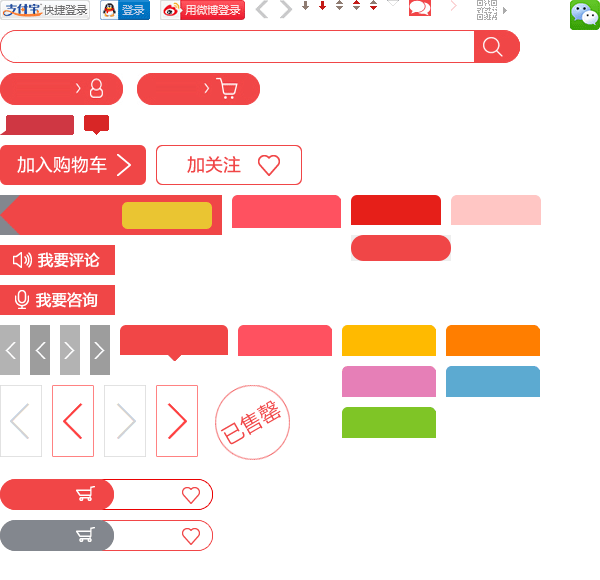 支付宝 快捷登录
登录
用微博登录
加入购物车
加关注
我要评论
我要咨询
已售罄